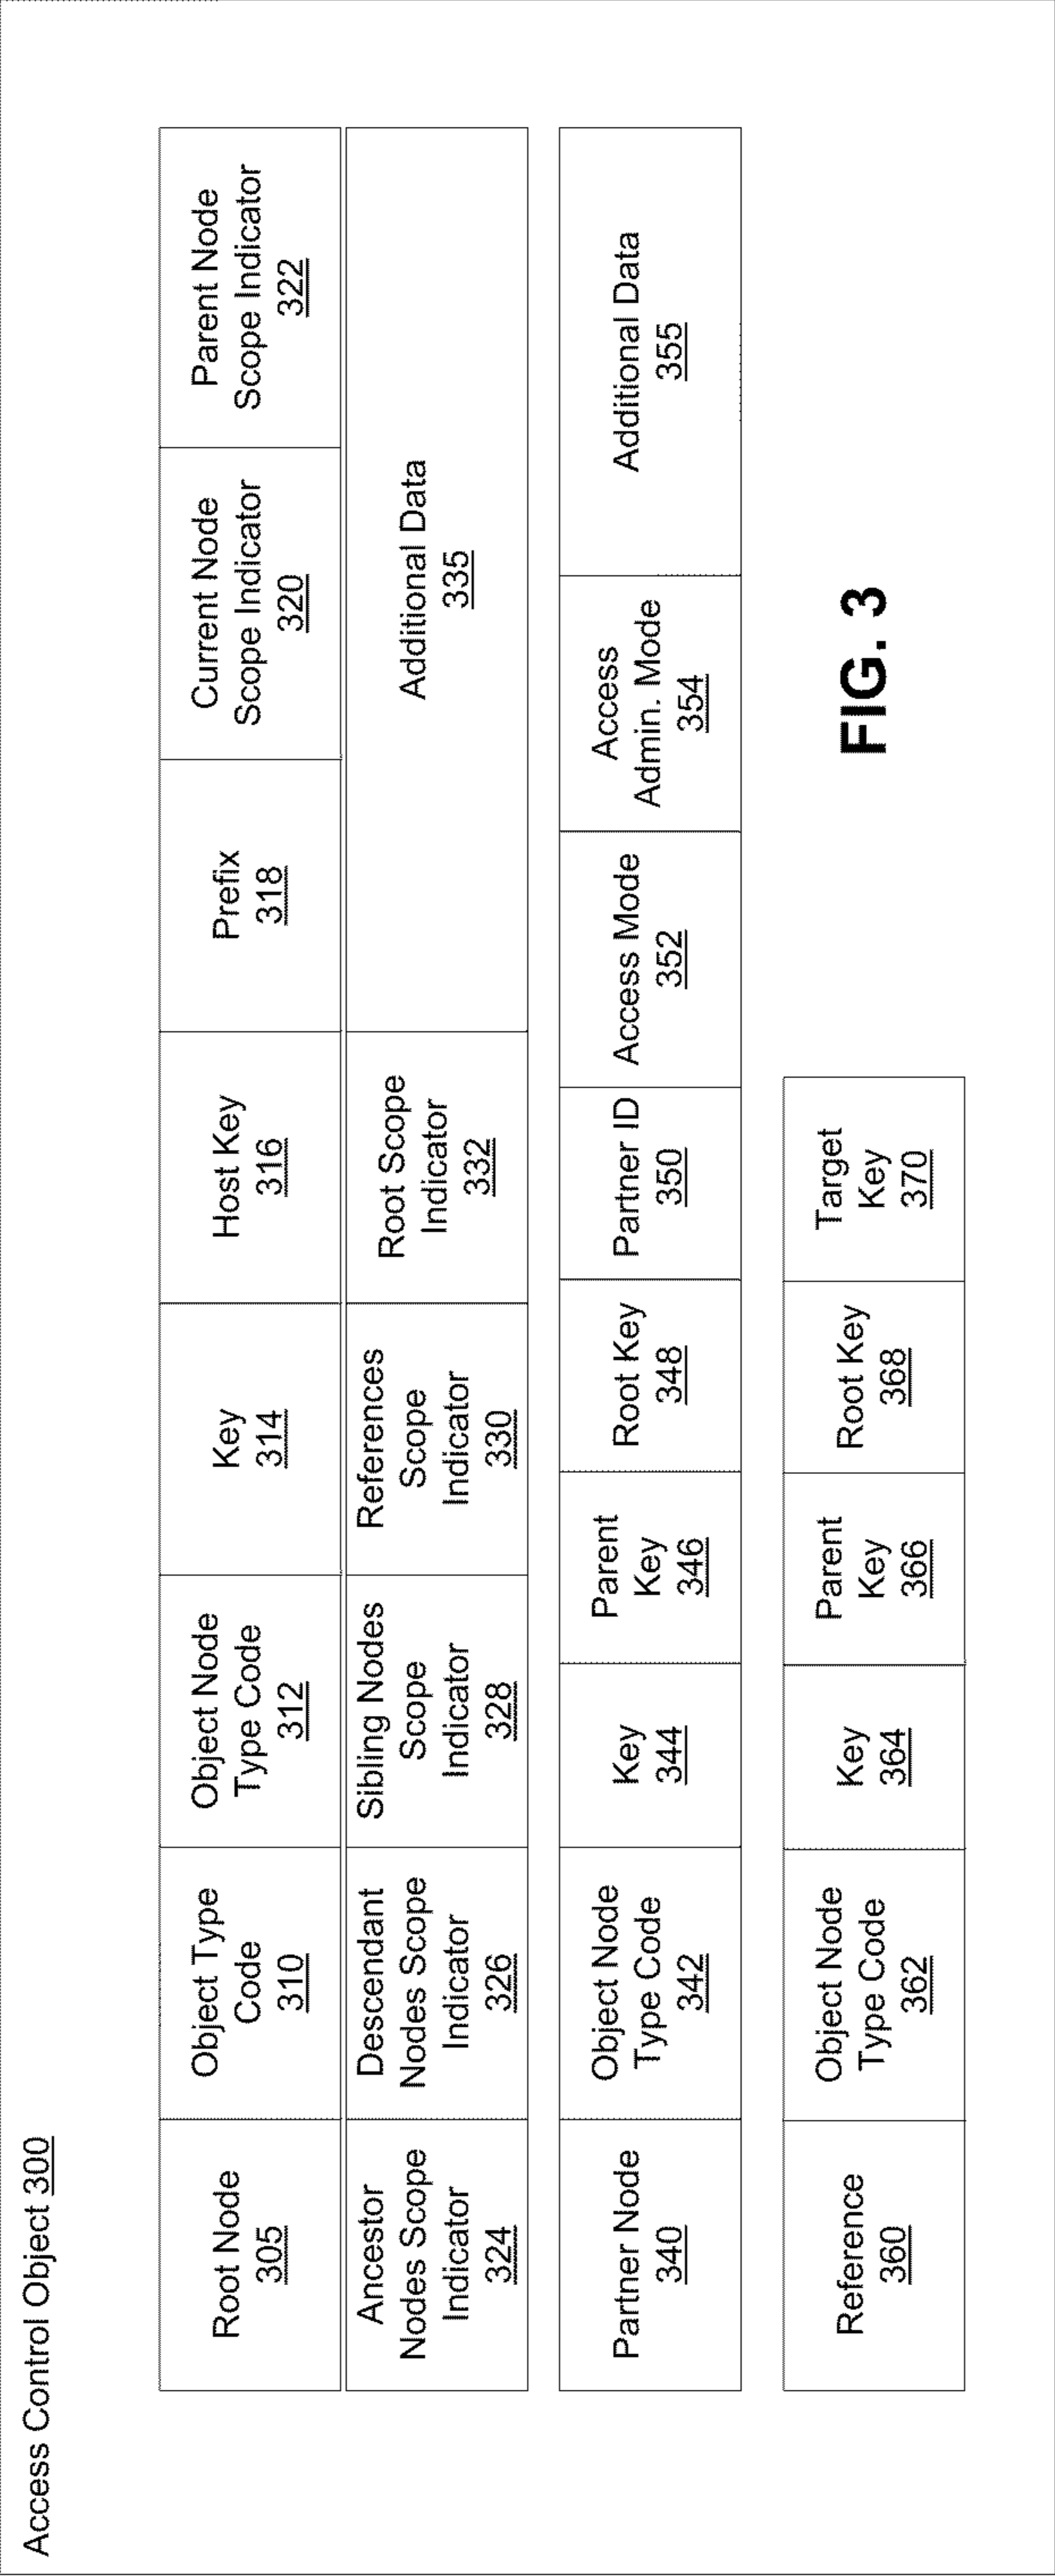 Access Control Object 300
Root Node
305
Object Type
Code
310
Object Node
Type Code
312
Key
314
Host Key
316
Prefix
318
Current Node
Scope Indicator
320
Parent Node
Scope Indicator
322
Ancestor
Nodes Scope
Indicator
324
Descendant
Nodes Scope
Indicator
326
Sibling Nodes
Scope
Indicator
328
References
Scope
Indicator
330
Root Scope
Indicator
332
Additional Data
335
Partner Node
340
Object Node
Type Code
342
Key
344
Parent
Key
346
Root Key
348
Partner ID
350
Access Mode
352
Access
Admin. Mode
354
Additional Data
355
Reference
360
Object Node
Type Code
362
Key
364
Parent
Key
366
Root Key
368
Target
Key
370
FIG. 3